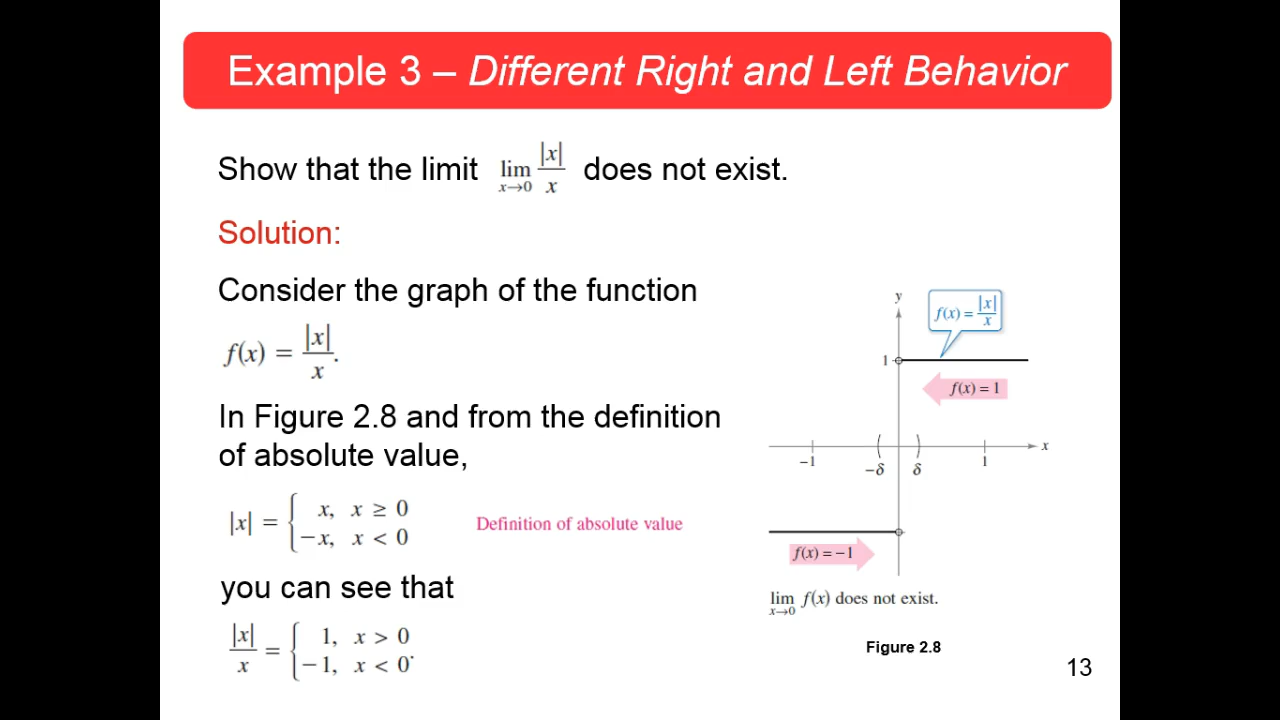 Example 3 – Different Right and Left Behavior
Show that the limit lim x→0 |x|/x does not exist.
Solution:
Consider the graph of the function
f(x) = |x|/x.
In Figure 2.8 and from the definition
of absolute value,
|x| = { x, x ≥ 0
−x, x < 0
Definition of absolute value
you can see that
|x|/x = { 1, x > 0
−1, x < 0.
y
f(x) = |x|/x
1
f(x) = 1
x
−1
−δ
δ
1
f(x) = −1
lim x→0 f(x) does not exist.
Figure 2.8
13